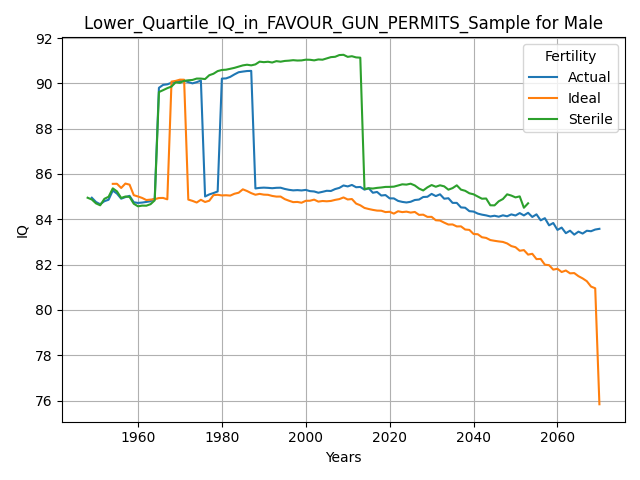 Lower_Quartile_IQ_in_FAVOUR_GUN_PERMITS_Sample for Male
Fertility
Actual
Ideal
Sterile
IQ
92
90
88
86
84
82
80
78
76
1960
1980
2000
2020
2040
2060
Years